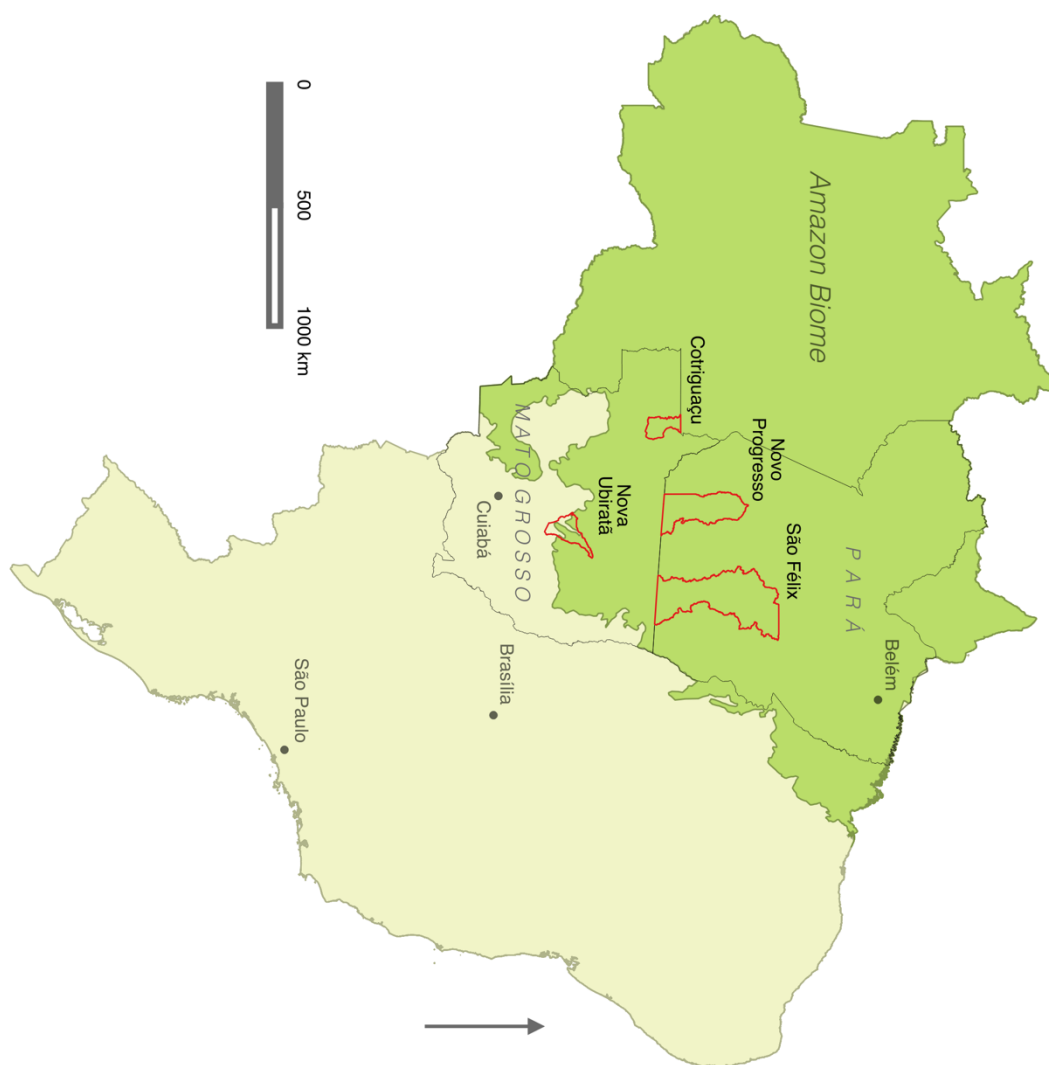 Amazon Biome
PARÁ
Belém
São Félix
Novo
Progresso
Cotriguaçu
Nova
Ubiratã
MATO GROSSO
Cuiabá
Brasília
São Paulo
0
500
1000 km